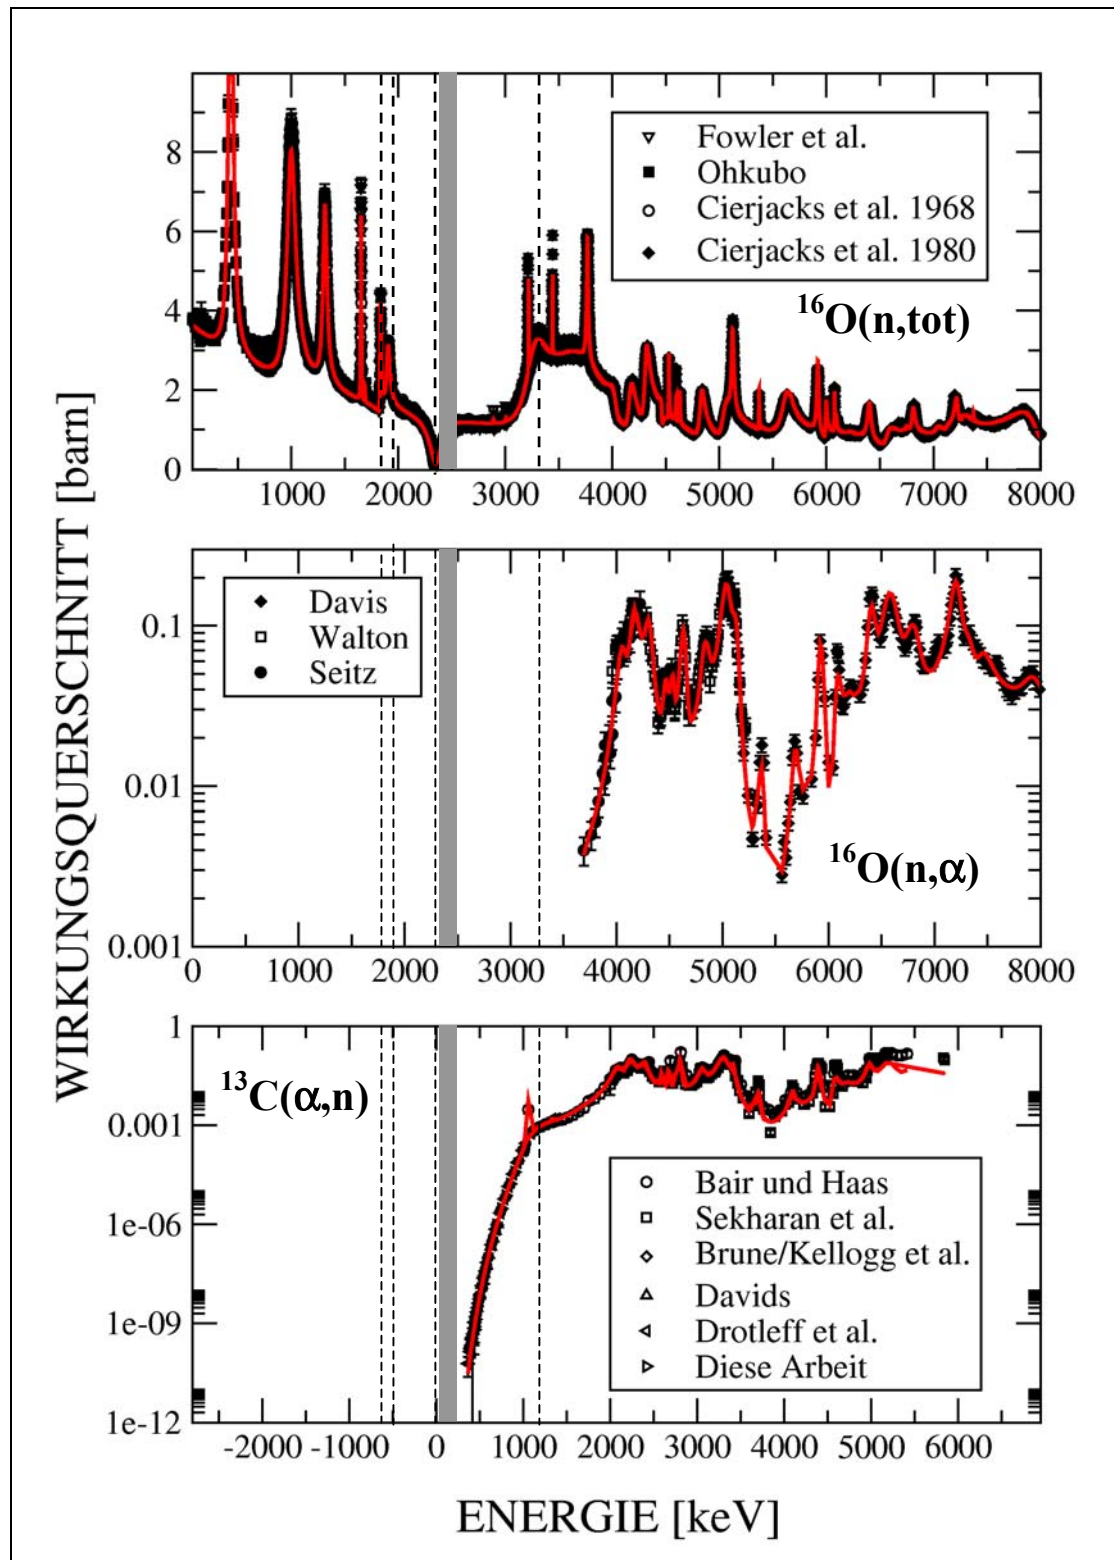 WIRKUNGSQUERSCHNITT [barn]
8
6
4
2
0
Fowler et al.
Ohkubo
Cierjacks et al. 1968
Cierjacks et al. 1980
¹⁶O(n,tot)
1000 2000 3000 4000 5000 6000 7000 8000
0.1
0.01
0.001
Davis
Walton
Seitz
¹⁶O(n,α)
0 1000 2000 3000 4000 5000 6000 7000 8000
1
0.001
1e-06
1e-09
1e-12
¹³C(α,n)
Bair und Haas
Sekharan et al.
Brune/Kellogg et al.
Davids
Drotleff et al.
Diese Arbeit
-2000 -1000 0 1000 2000 3000 4000 5000 6000
ENERGIE [keV]